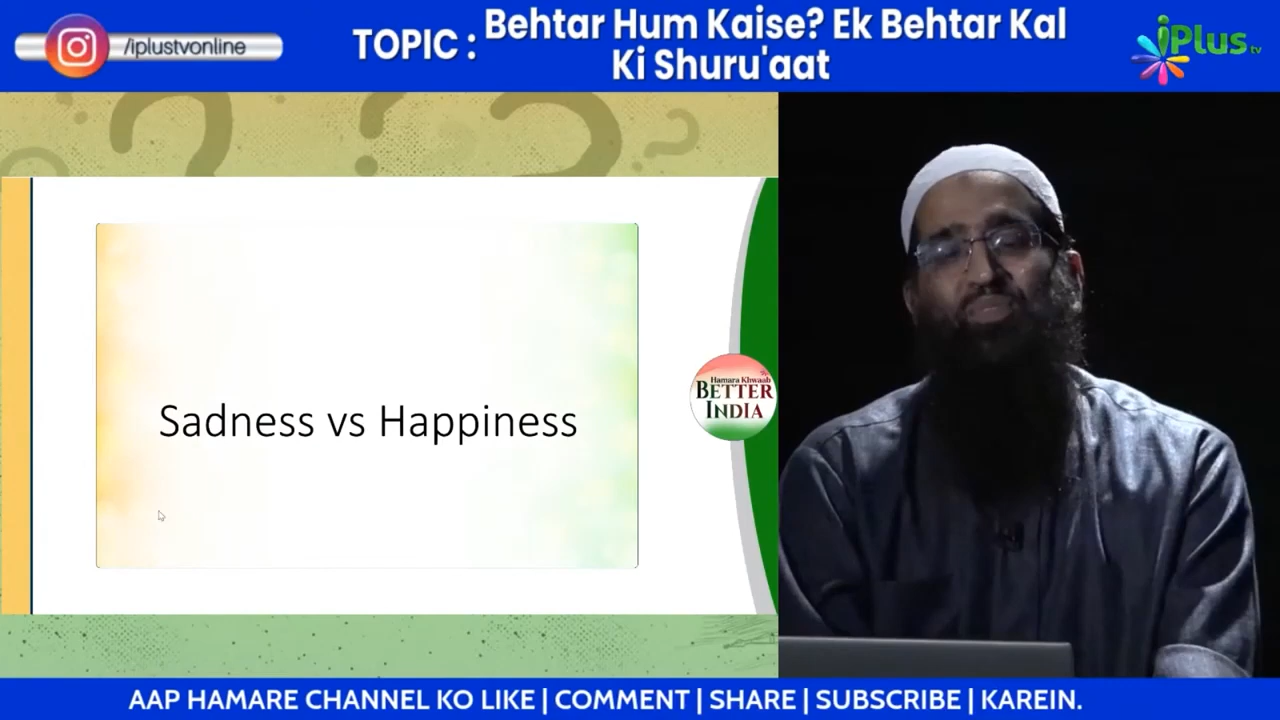 /iplustvonline
TOPIC :
Behtar Hum Kaise? Ek Behtar Kal
Ki Shuru'aat
iPlus tv
Sadness vs Happiness
Hamara Khwaab
BETTER
INDIA
AAP HAMARE CHANNEL KO LIKE | COMMENT | SHARE | SUBSCRIBE | KAREIN.